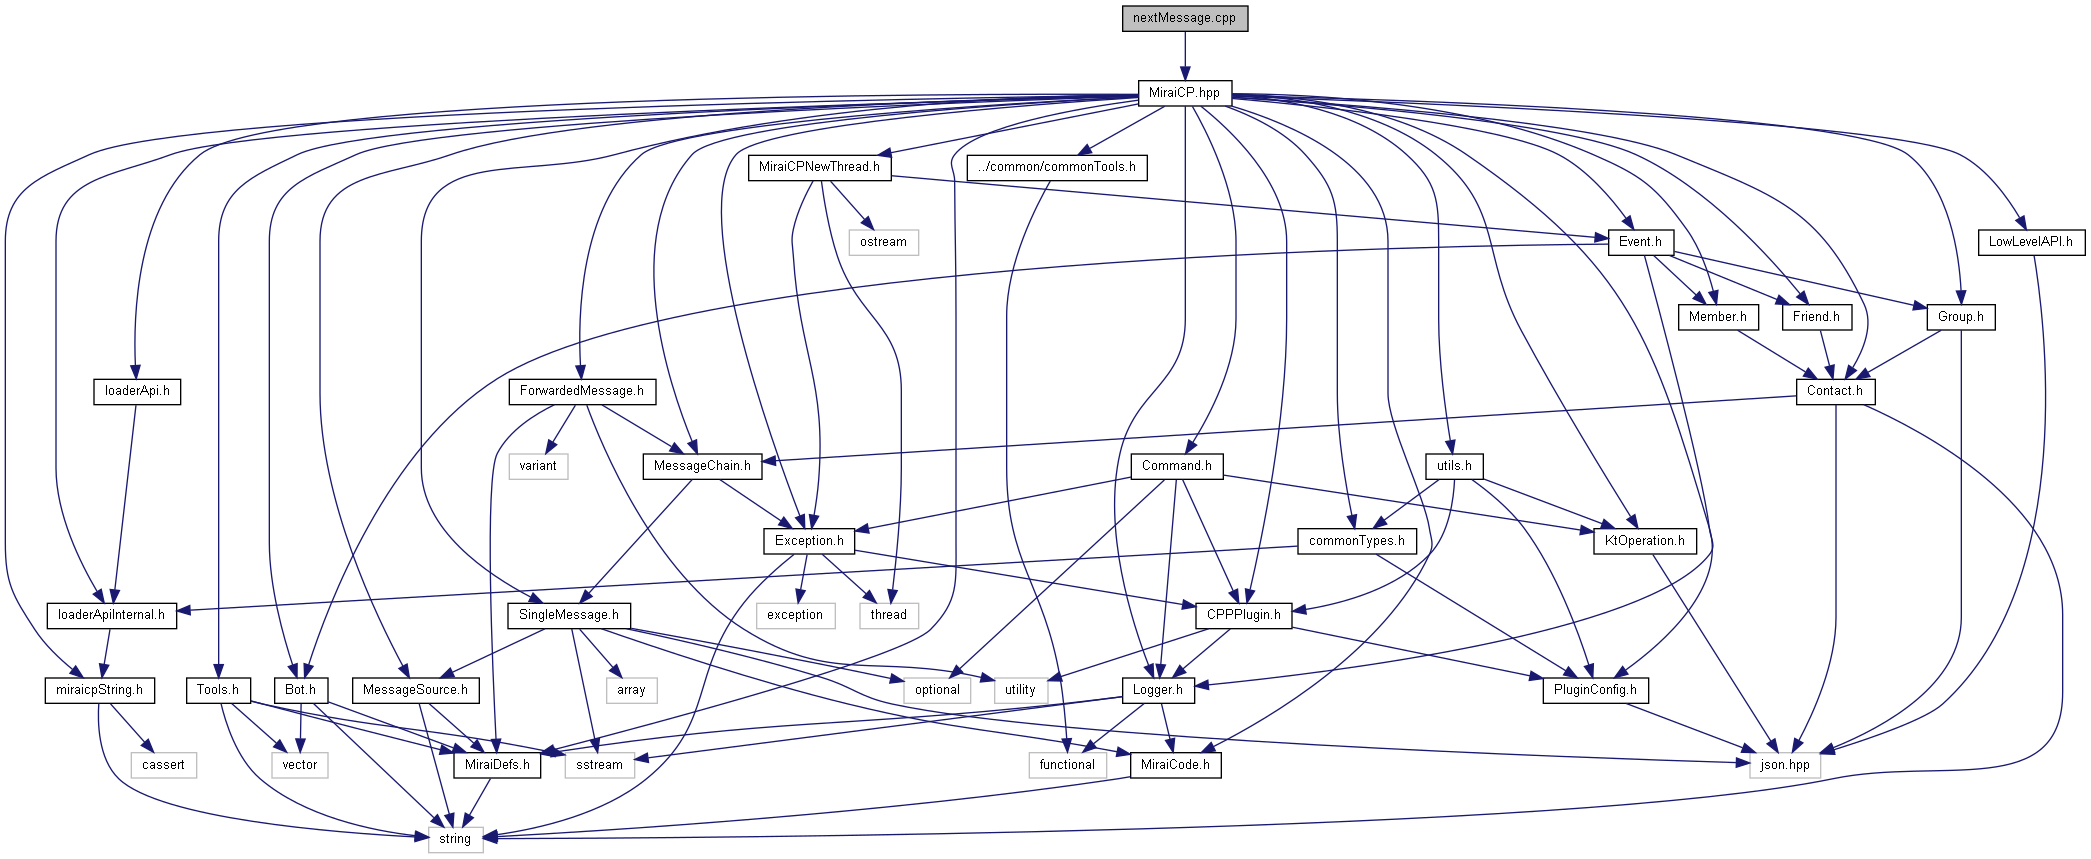 nextMessage.cpp
MiraiCP.hpp
MiraiCPNewThread.h
../common/commonTools.h
ostream
Event.h
LowLevelAPI.h
Member.h
Friend.h
Group.h
loaderApi.h
ForwardedMessage.h
Contact.h
variant
MessageChain.h
Command.h
utils.h
Exception.h
commonTypes.h
KtOperation.h
loaderApiInternal.h
SingleMessage.h
exception
thread
CPPPlugin.h
miraicpString.h
Tools.h
Bot.h
MessageSource.h
array
optional
utility
Logger.h
PluginConfig.h
cassert
vector
MiraiDefs.h
sstream
functional
MiraiCode.h
json.hpp
string